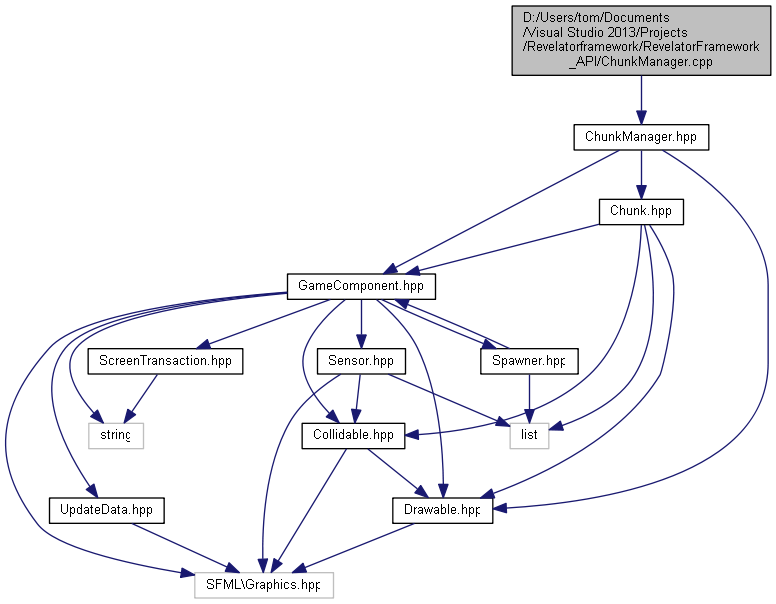 D:/Users/tom/Documents
/Visual Studio 2013/Projects
/Revelatorframework/RevelatorFramework
_API/ChunkManager.cpp
ChunkManager.hpp
Chunk.hpp
GameComponent.hpp
ScreenTransaction.hpp
Sensor.hpp
Spawner.hpp
string
Collidable.hpp
list
UpdateData.hpp
Drawable.hpp
SFML\Graphics.hpp